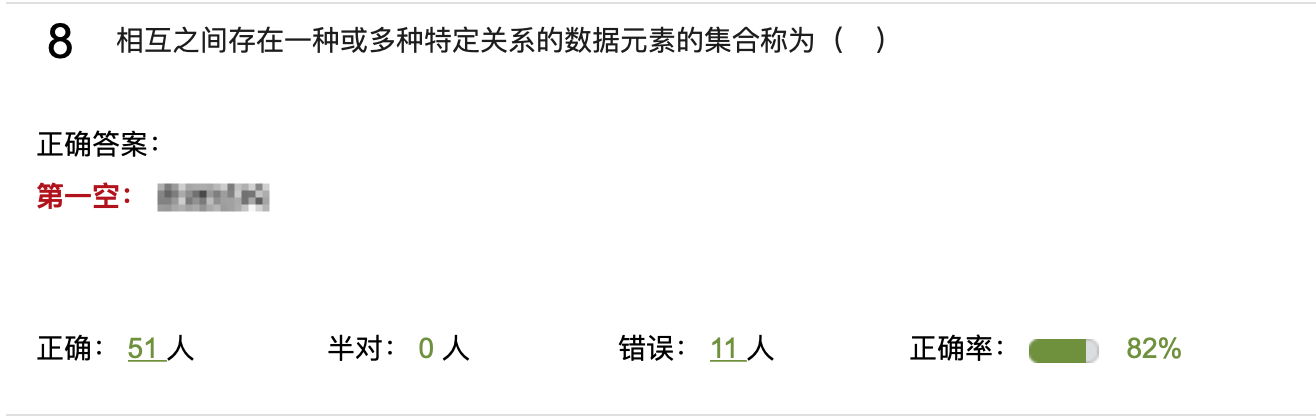 8 相互之间存在一种或多种特定关系的数据元素的集合称为（ ）
正确答案：
第一空：
正确： 51 人 半对： 0 人 错误： 11 人 正确率： 82%